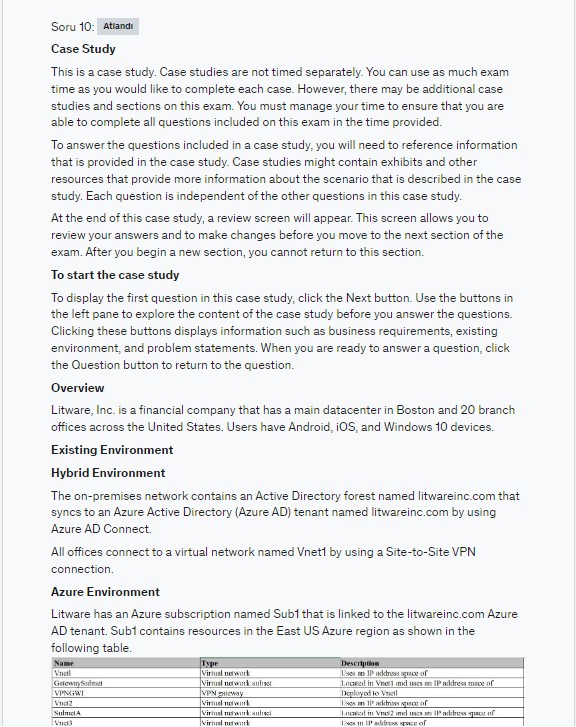 Soru 10: Atlandı
Case Study
This is a case study. Case studies are not timed separately. You can use as much exam
time as you would like to complete each case. However, there may be additional case
studies and sections on this exam. You must manage your time to ensure that you are
able to complete all questions included on this exam in the time provided.
To answer the questions included in a case study, you will need to reference information
that is provided in the case study. Case studies might contain exhibits and other
resources that provide more information about the scenario that is described in the case
study. Each question is independent of the other questions in this case study.
At the end of this case study, a review screen will appear. This screen allows you to
review your answers and to make changes before you move to the next section of the
exam. After you begin a new section, you cannot return to this section.
To start the case study
To display the first question in this case study, click the Next button. Use the buttons in
the left pane to explore the content of the case study before you answer the questions.
Clicking these buttons displays information such as business requirements, existing
environment, and problem statements. When you are ready to answer a question, click
the Question button to return to the question.
Overview
Litware, Inc. is a financial company that has a main datacenter in Boston and 20 branch
offices across the United States. Users have Android, iOS, and Windows 10 devices.
Existing Environment
Hybrid Environment
The on-premises network contains an Active Directory forest named litwareinc.com that
syncs to an Azure Active Directory (Azure AD) tenant named litwareinc.com by using
Azure AD Connect.
All offices connect to a virtual network named Vnet1 by using a Site-to-Site VPN
connection.
Azure Environment
Litware has an Azure subscription named Sub1 that is linked to the litwareinc.com Azure
AD tenant. Sub1 contains resources in the East US Azure region as shown in the
following table.
Name Type Description
Vnet1 Virtual network Uses an IP address space of
GatewaySubnet Virtual network subnet Located in Vnet1 and uses an IP address space of
VPNGW1 VPN gateway Deployed to Vnet1
Vnet2 Virtual network Uses an IP address space of
SubnetA Virtual network subnet Located in Vnet2 and uses an IP address space of
Vnet3 Virtual network Uses an IP address space of